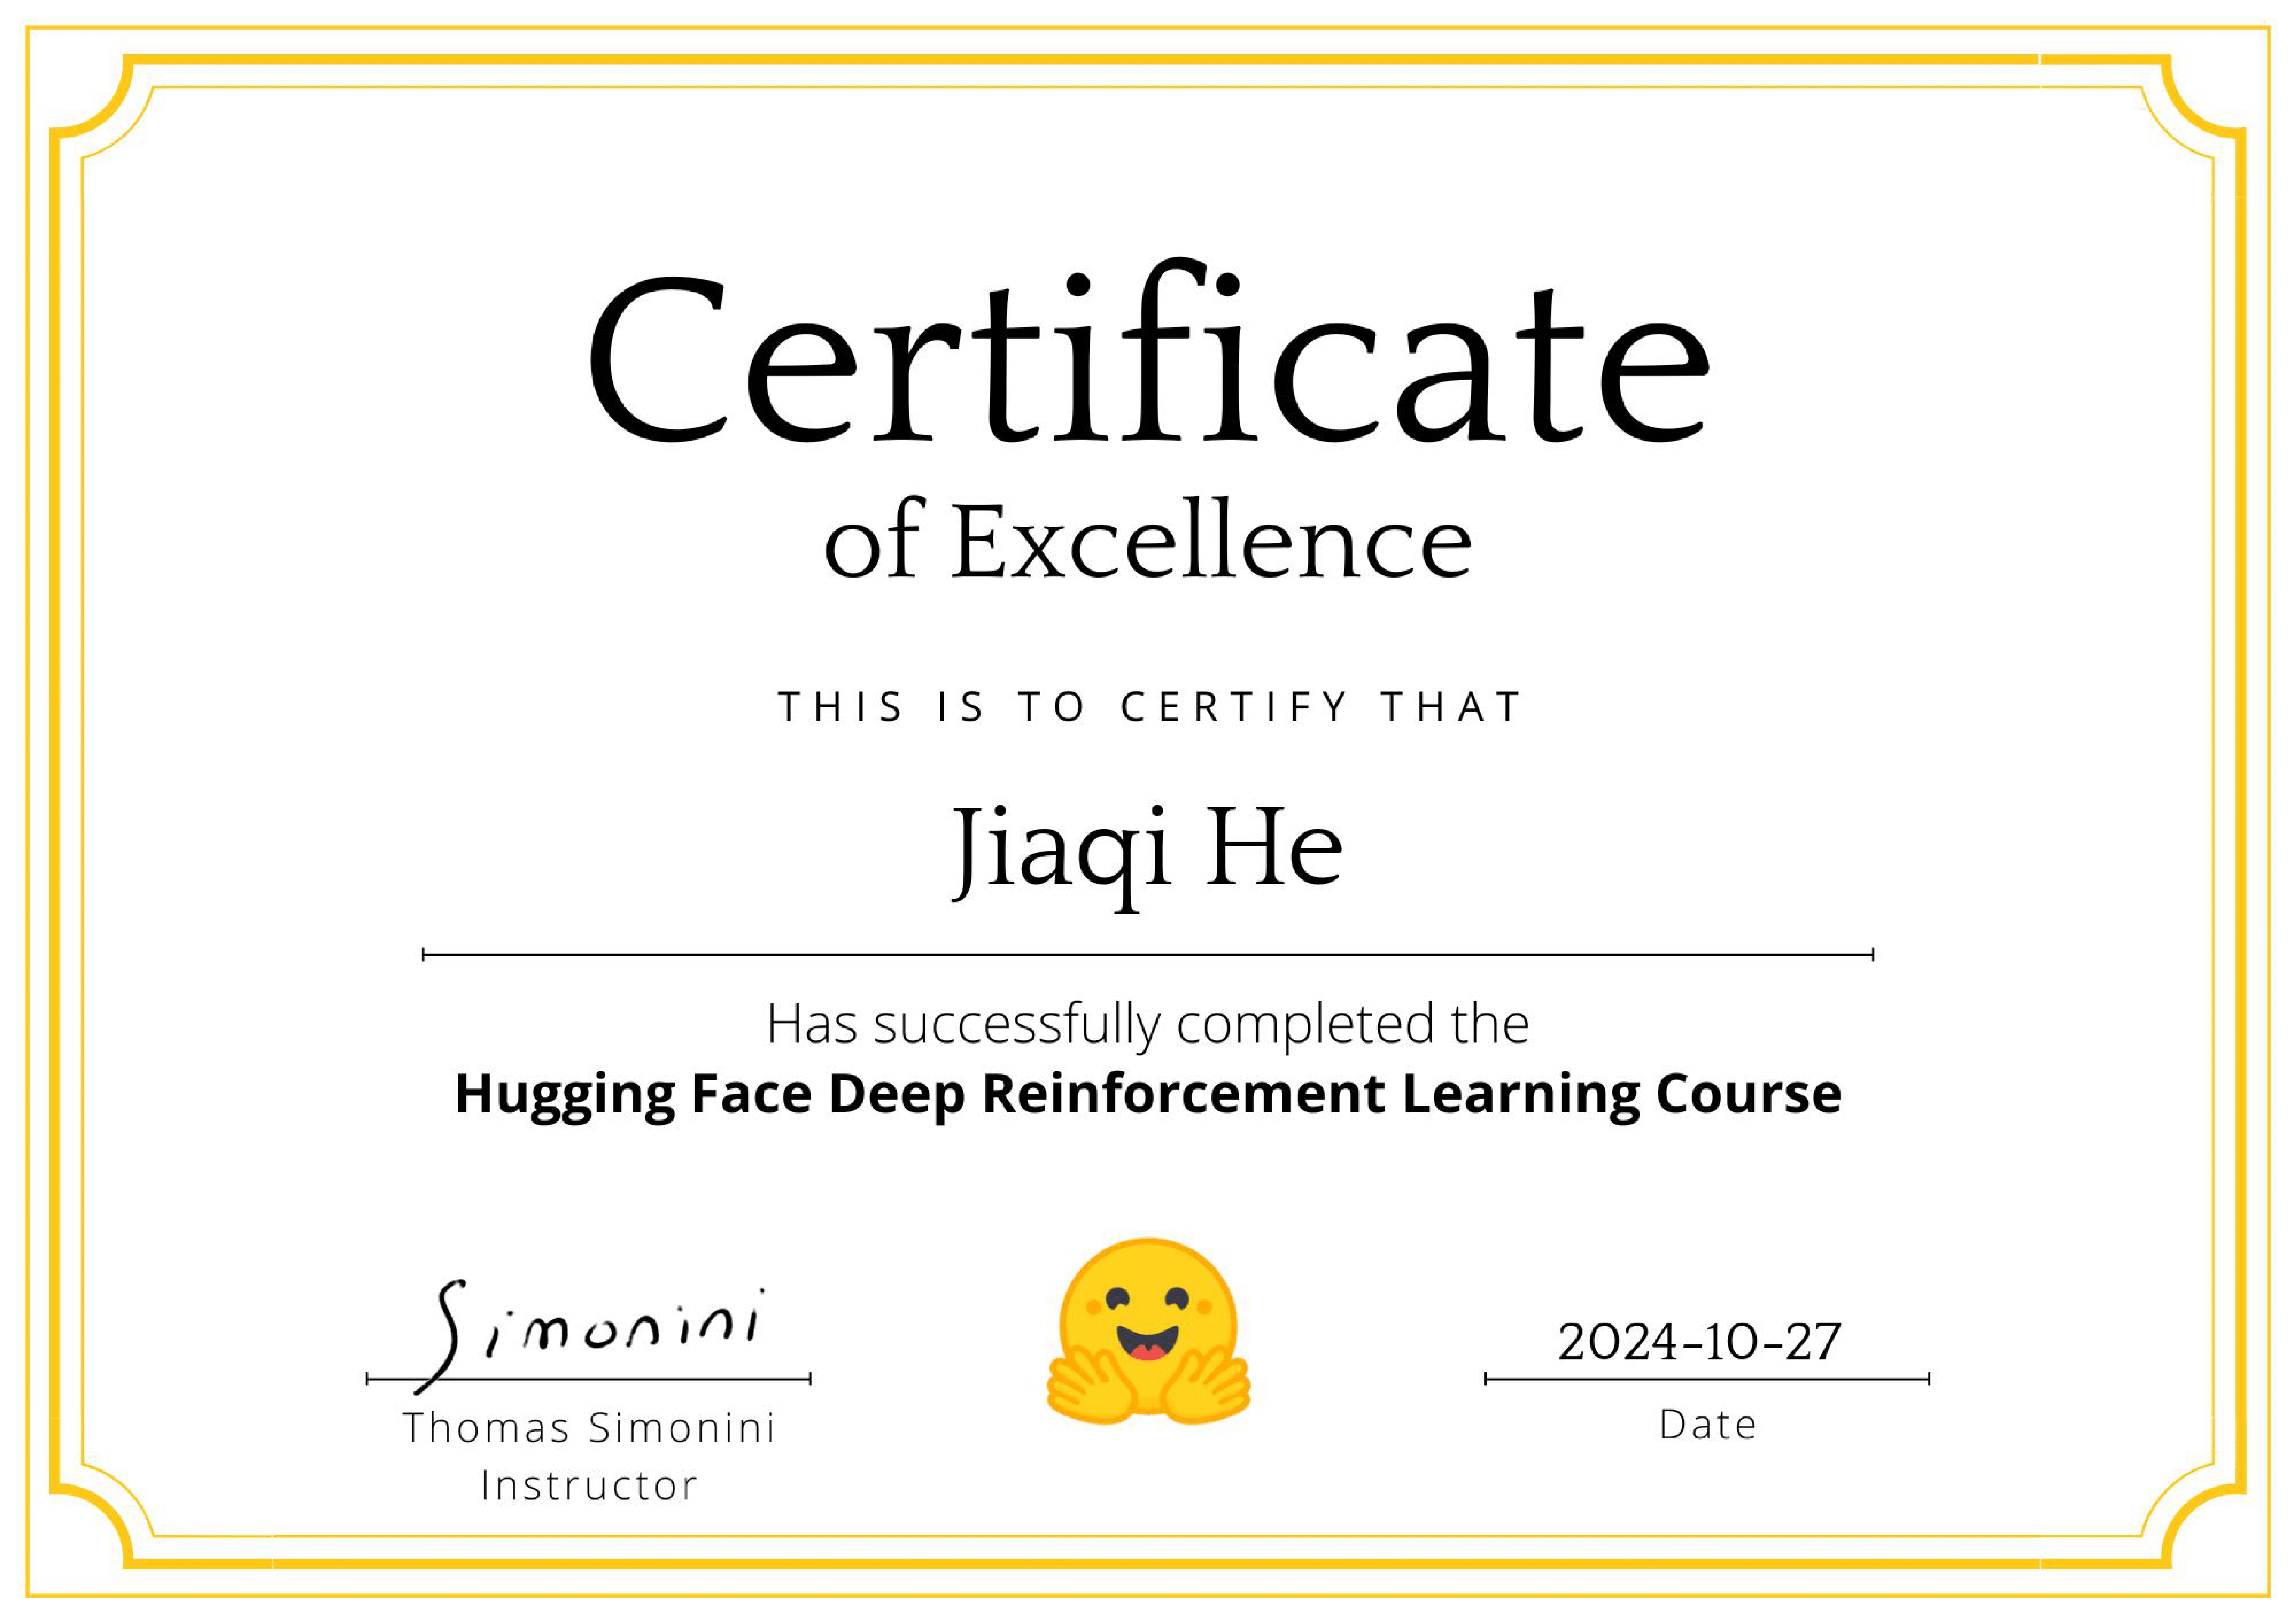 Certificate
of Excellence
THIS IS TO CERTIFY THAT
Jiaqi He
Has successfully completed the
Hugging Face Deep Reinforcement Learning Course
Simonini
2024-10-27
Thomas Simonini
Date
Instructor